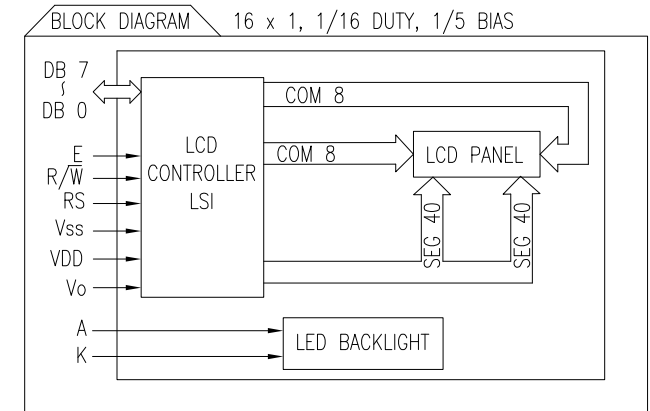 BLOCK DIAGRAM 16 x 1, 1/16 DUTY, 1/5 BIAS
DB 7
~
DB 0
COM 8
COM 8
LCD
CONTROLLER
LSI
LCD PANEL
E
R/W̅
RS
Vss
VDD
Vo
SEG 40
SEG 40
A
K
LED BACKLIGHT